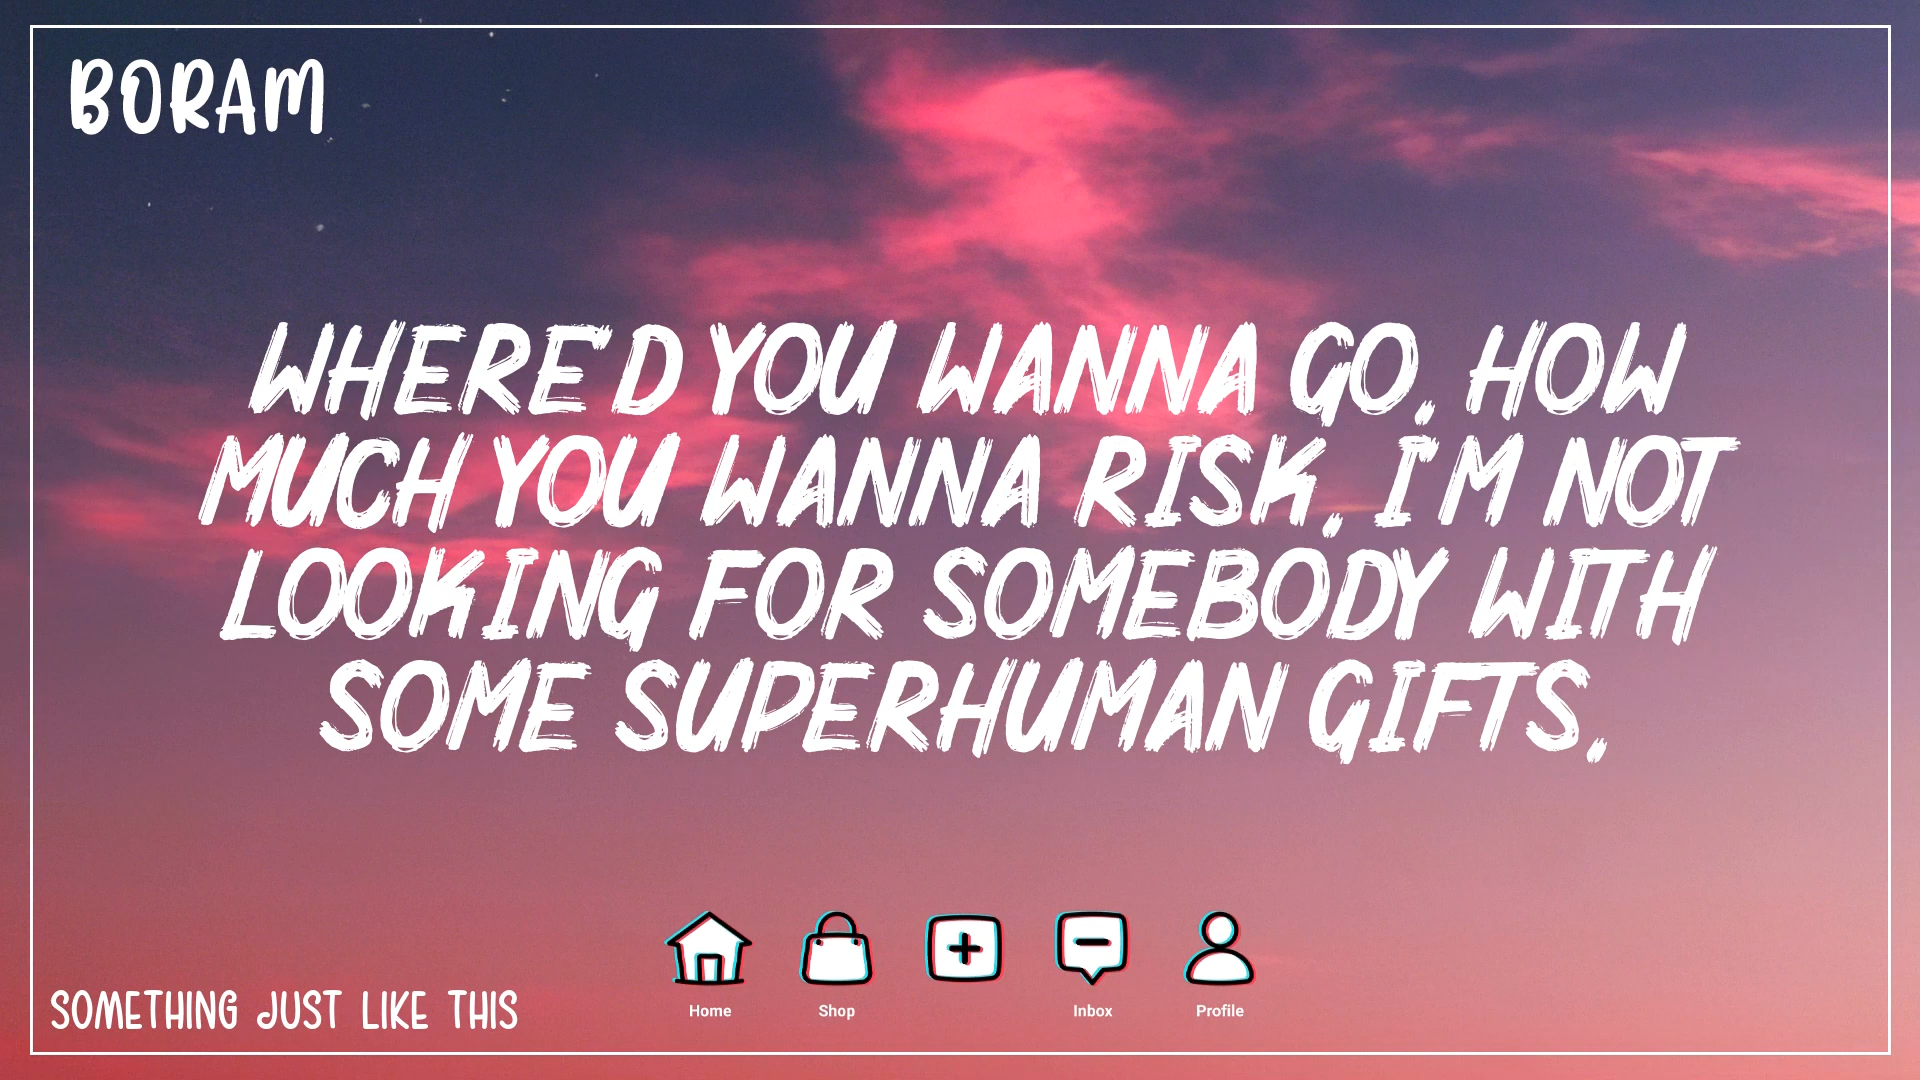 BORAM
WHERE'D YOU WANNA GO, HOW
MUCH YOU WANNA RISK, I'M NOT
LOOKING FOR SOMEBODY WITH
SOME SUPERHUMAN GIFTS,
Home Shop Inbox Profile
SOMETHING JUST LIKE THIS